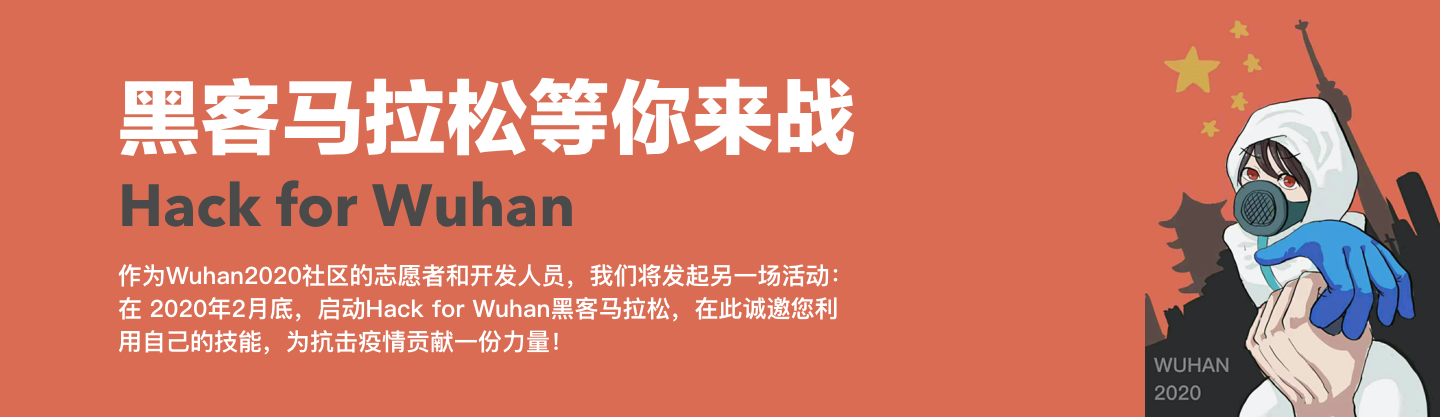 黑客马拉松等你来战
Hack for Wuhan
作为Wuhan2020社区的志愿者和开发人员，我们将发起另一场活动：
在 2020年2月底，启动Hack for Wuhan黑客马拉松，在此诚邀您利
用自己的技能，为抗击疫情贡献一份力量！
WUHAN
2020